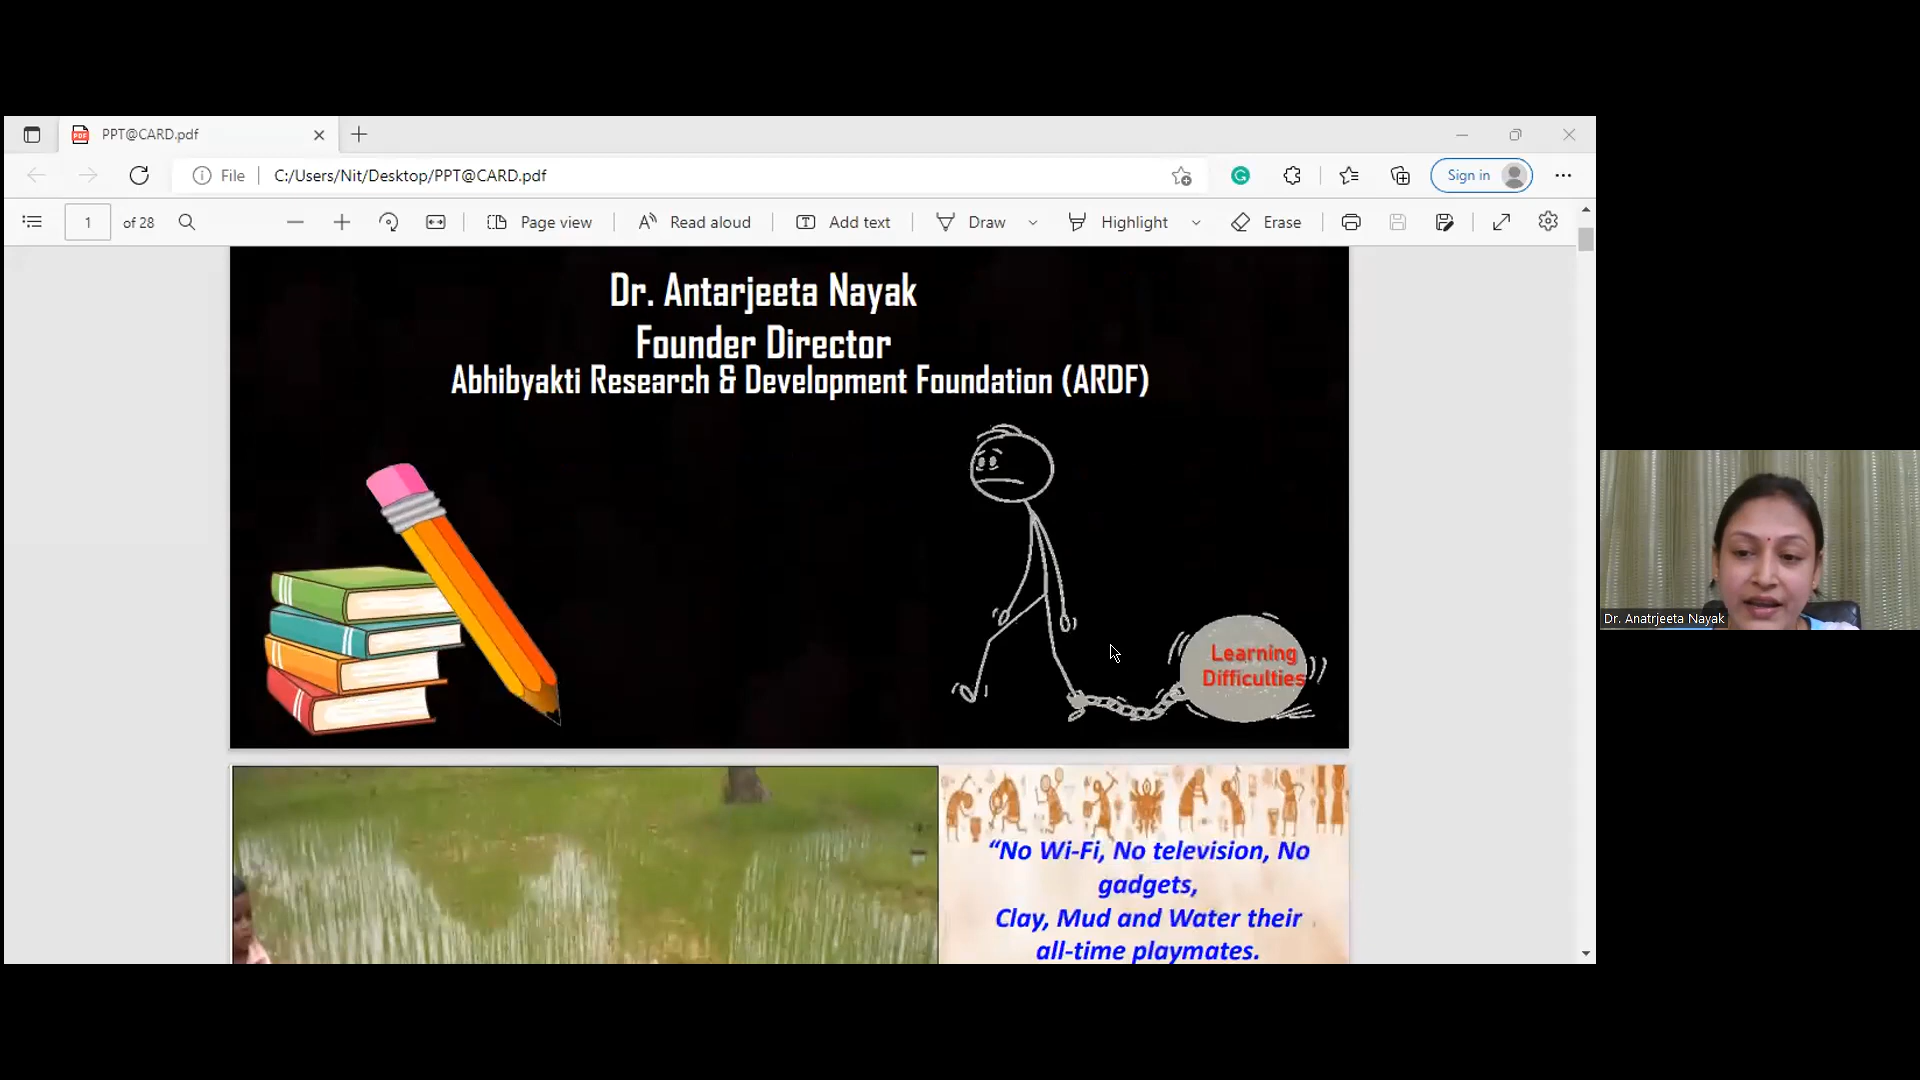 PPT@CARD.pdf
File
C:/Users/Nit/Desktop/PPT@CARD.pdf
Sign in
1 of 28
Page view
Read aloud
Add text
Draw
Highlight
Erase
Dr. Antarjeeta Nayak
Founder Director
Abhibyakti Research & Development Foundation (ARDF)
Learning
Difficulties
Dr. Anatrjeeta Nayak
“No Wi-Fi, No television, No
gadgets,
Clay, Mud and Water their
all-time playmates.